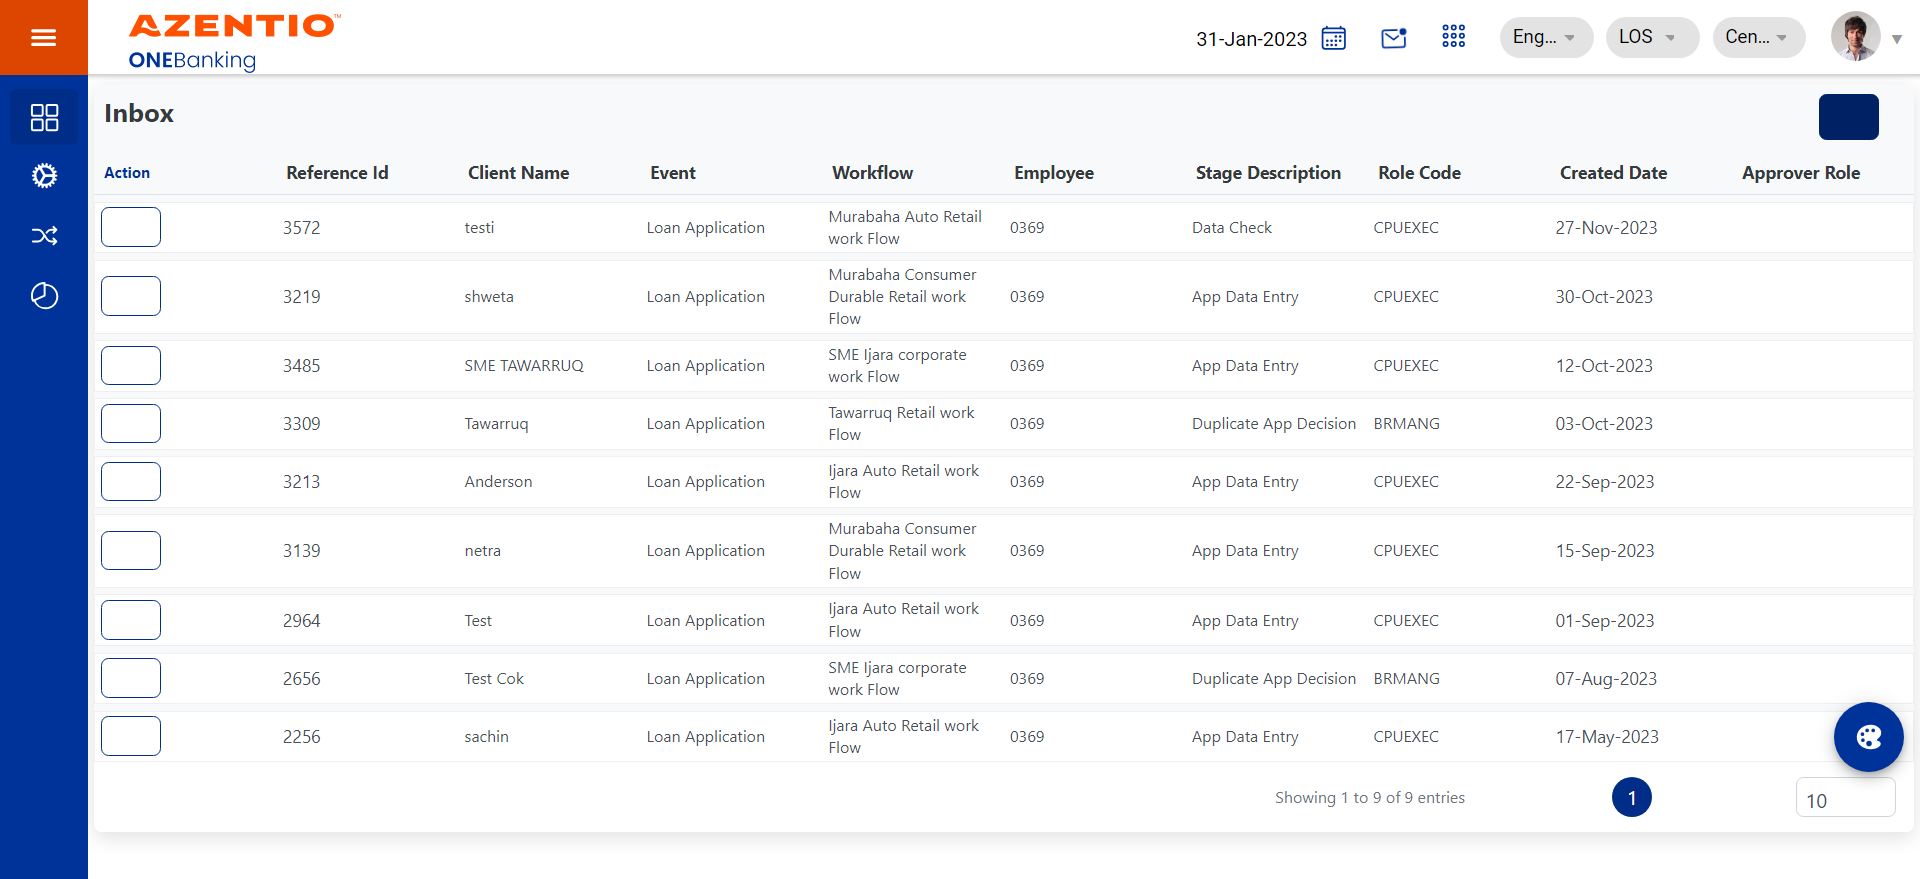 AZENTIO™
ONEBanking
31-Jan-2023
Eng...
LOS
Cen...
Inbox
Action Reference Id Client Name Event Workflow Employee Stage Description Role Code Created Date Approver Role
3572 testi Loan Application Murabaha Auto Retail work Flow 0369 Data Check CPUEXEC 27-Nov-2023
3219 shweta Loan Application Murabaha Consumer Durable Retail work Flow 0369 App Data Entry CPUEXEC 30-Oct-2023
3485 SME TAWARRUQ Loan Application SME Ijara corporate work Flow 0369 App Data Entry CPUEXEC 12-Oct-2023
3309 Tawarruq Loan Application Tawarruq Retail work Flow 0369 Duplicate App Decision BRMANG 03-Oct-2023
3213 Anderson Loan Application Ijara Auto Retail work Flow 0369 App Data Entry CPUEXEC 22-Sep-2023
3139 netra Loan Application Murabaha Consumer Durable Retail work Flow 0369 App Data Entry CPUEXEC 15-Sep-2023
2964 Test Loan Application Ijara Auto Retail work Flow 0369 App Data Entry CPUEXEC 01-Sep-2023
2656 Test Cok Loan Application SME Ijara corporate work Flow 0369 Duplicate App Decision BRMANG 07-Aug-2023
2256 sachin Loan Application Ijara Auto Retail work Flow 0369 App Data Entry CPUEXEC 17-May-2023
Showing 1 to 9 of 9 entries
1
10